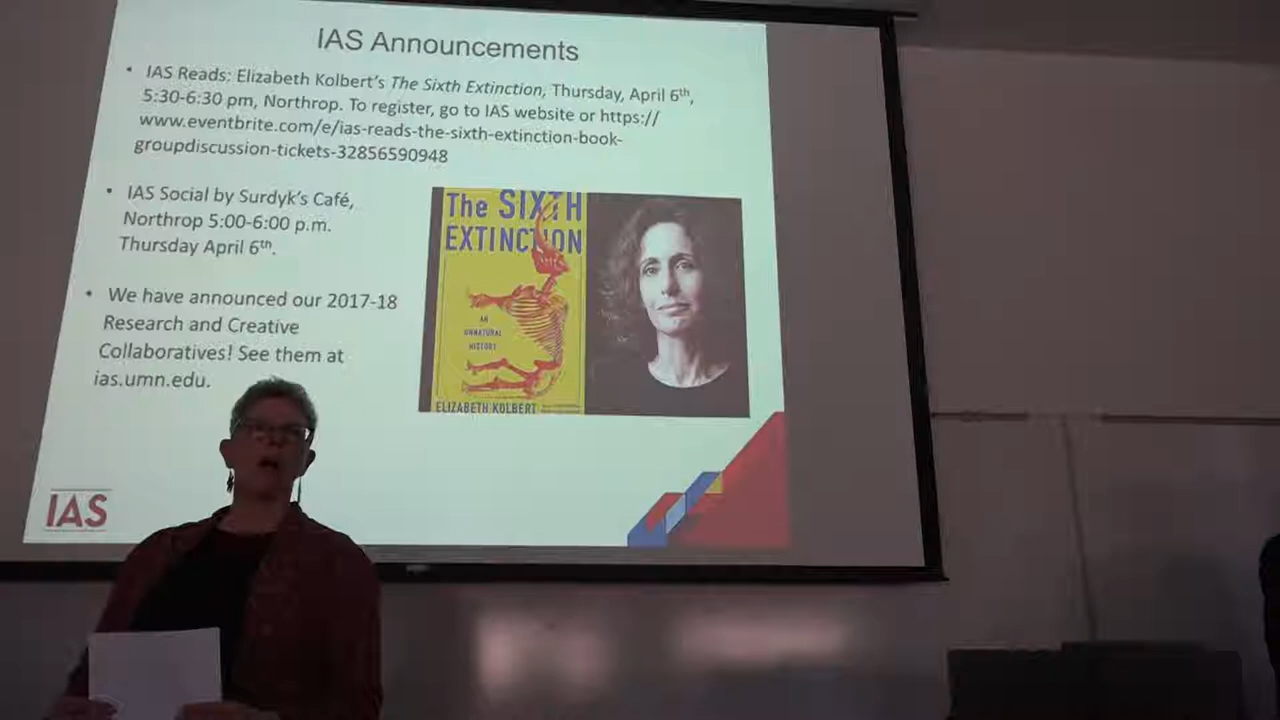 IAS Announcements
• IAS Reads: Elizabeth Kolbert's The Sixth Extinction, Thursday, April 6th,
5:30-6:30 pm, Northrop. To register, go to IAS website or https://
www.eventbrite.com/e/ias-reads-the-sixth-extinction-book-
groupdiscussion-tickets-32856590948
• IAS Social by Surdyk's Café,
Northrop 5:00-6:00 p.m.
Thursday April 6th.
• We have announced our 2017-18
Research and Creative
Collaboratives! See them at
ias.umn.edu.
The SIXTH
EXTINCTION
AN
UNNATURAL
HISTORY
ELIZABETH KOLBERT
IAS